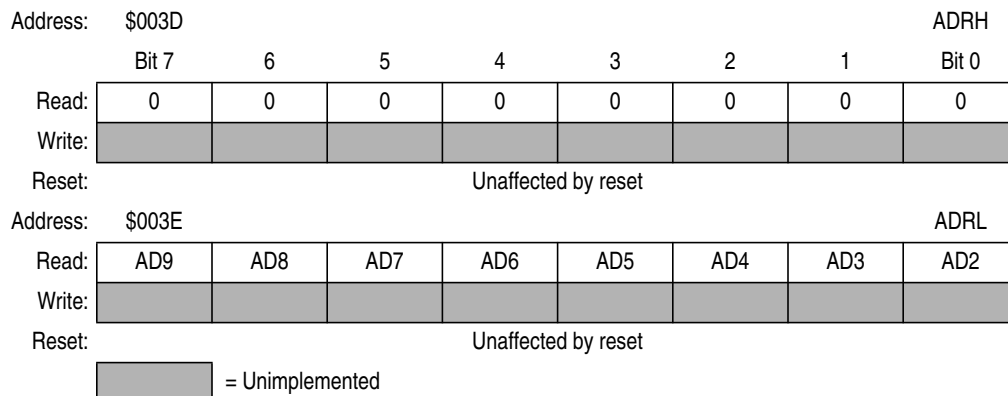 Address: $003D ADRH
Bit 7 6 5 4 3 2 1 Bit 0
Read: 0 0 0 0 0 0 0 0
Write:
Reset: Unaffected by reset
Address: $003E ADRL
Read: AD9 AD8 AD7 AD6 AD5 AD4 AD3 AD2
Write:
Reset: Unaffected by reset
= Unimplemented